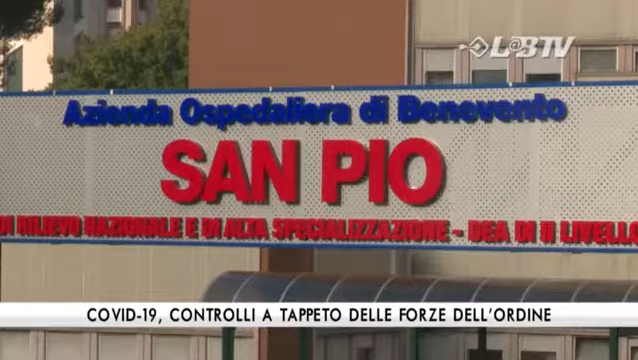 L@BTV
Azienda Ospedaliera di Benevento
SAN PIO
DI RILIEVO NAZIONALE E DI ALTA SPECIALIZZAZIONE - DEA DI II LIVELLO
COVID-19, CONTROLLI A TAPPETO DELLE FORZE DELL'ORDINE